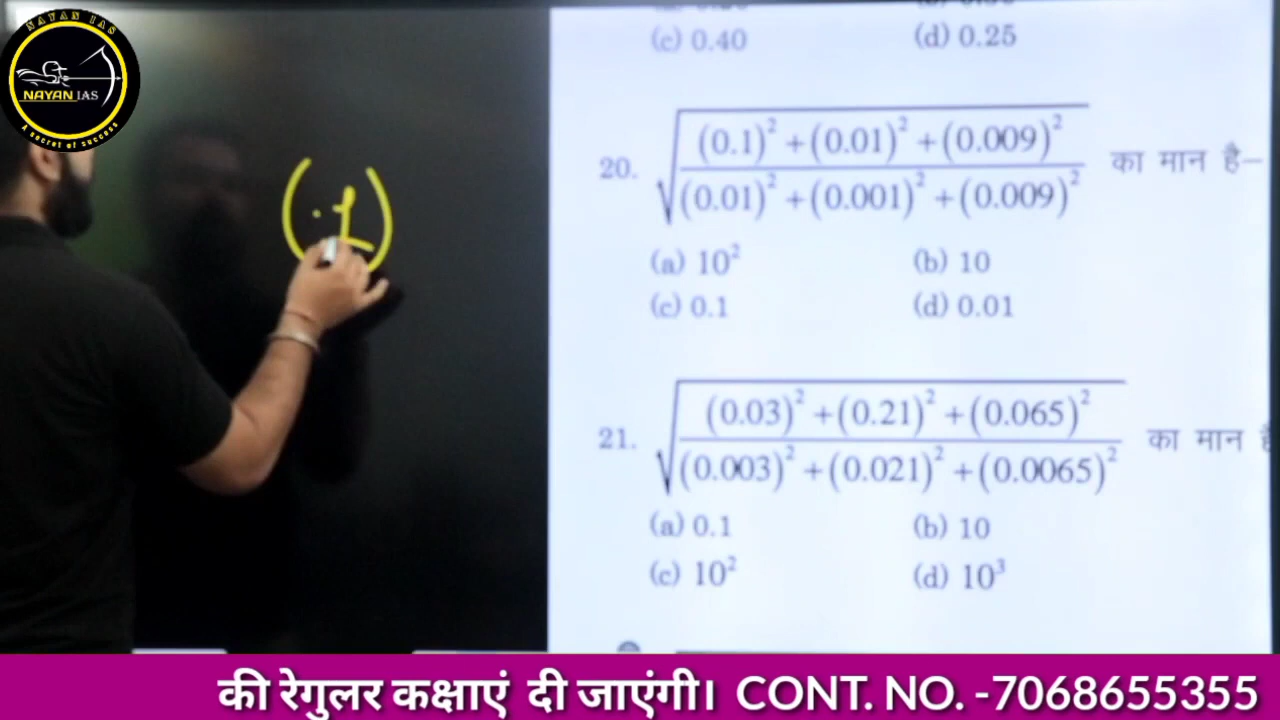 NAYAN IAS
NAYAN IAS
A secret of success
(.1)
(c) 0.40 (d) 0.25
20. √((0.1)² + (0.01)² + (0.009)² / (0.01)² + (0.001)² + (0.009)²) का मान है–
(a) 10² (b) 10
(c) 0.1 (d) 0.01
21. √((0.03)² + (0.21)² + (0.065)² / (0.003)² + (0.021)² + (0.0065)²) का मान
(a) 0.1 (b) 10
(c) 10² (d) 10³
की रेगुलर कक्षाएं दी जाएंगी। CONT. NO. -7068655355